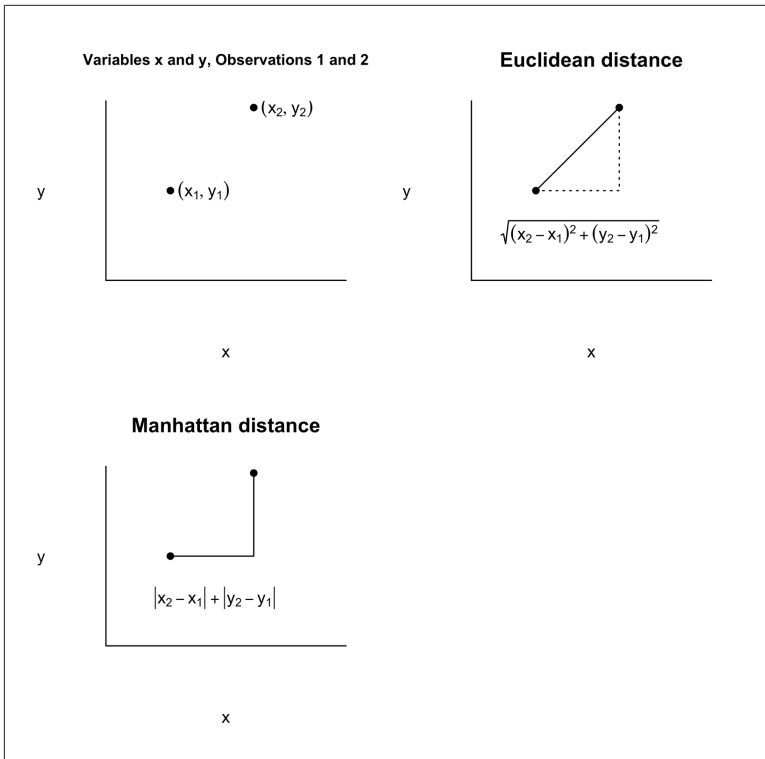 Variables x and y, Observations 1 and 2
(x₂, y₂)
(x₁, y₁)
y
x
Euclidean distance
y
√(x₂ − x₁)² + (y₂ − y₁)²
x
Manhattan distance
y
|x₂ − x₁| + |y₂ − y₁|
x